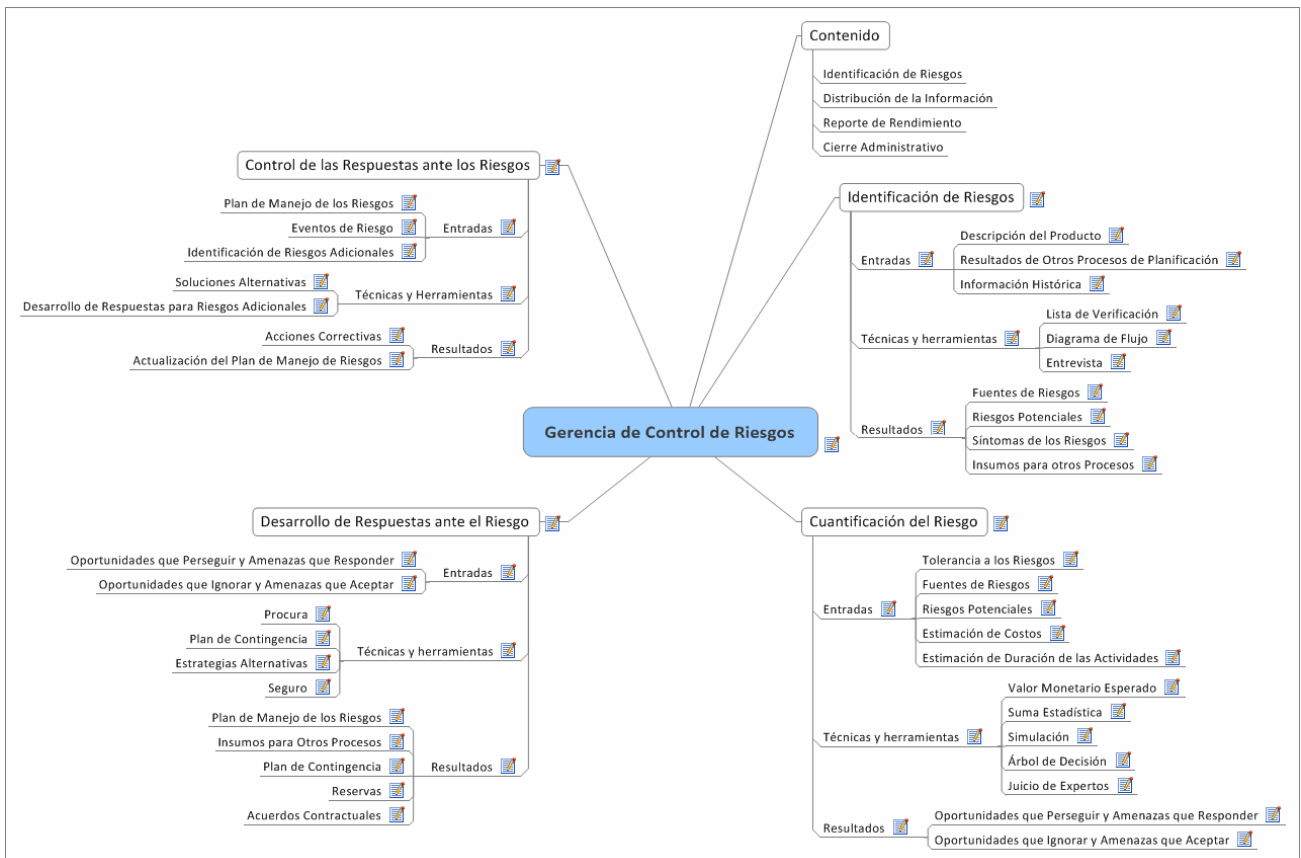 Contenido
Identificación de Riesgos
Distribución de la Información
Reporte de Rendimiento
Cierre Administrativo
Control de las Respuestas ante los Riesgos
Entradas
Plan de Manejo de los Riesgos
Eventos de Riesgo
Identificación de Riesgos Adicionales
Técnicas y Herramientas
Soluciones Alternativas
Desarrollo de Respuestas para Riesgos Adicionales
Resultados
Acciones Correctivas
Actualización del Plan de Manejo de Riesgos
Identificación de Riesgos
Entradas
Descripción del Producto
Resultados de Otros Procesos de Planificación
Información Histórica
Técnicas y herramientas
Lista de Verificación
Diagrama de Flujo
Entrevista
Resultados
Fuentes de Riesgos
Riesgos Potenciales
Síntomas de los Riesgos
Insumos para otros Procesos
Gerencia de Control de Riesgos
Desarrollo de Respuestas ante el Riesgo
Entradas
Oportunidades que Perseguir y Amenazas que Responder
Oportunidades que Ignorar y Amenazas que Aceptar
Técnicas y herramientas
Procura
Plan de Contingencia
Estrategias Alternativas
Seguro
Resultados
Plan de Manejo de los Riesgos
Insumos para Otros Procesos
Plan de Contingencia
Reservas
Acuerdos Contractuales
Cuantificación del Riesgo
Entradas
Tolerancia a los Riesgos
Fuentes de Riesgos
Riesgos Potenciales
Estimación de Costos
Estimación de Duración de las Actividades
Técnicas y herramientas
Valor Monetario Esperado
Suma Estadística
Simulación
Árbol de Decisión
Juicio de Expertos
Resultados
Oportunidades que Perseguir y Amenazas que Responder
Oportunidades que Ignorar y Amenazas que Aceptar